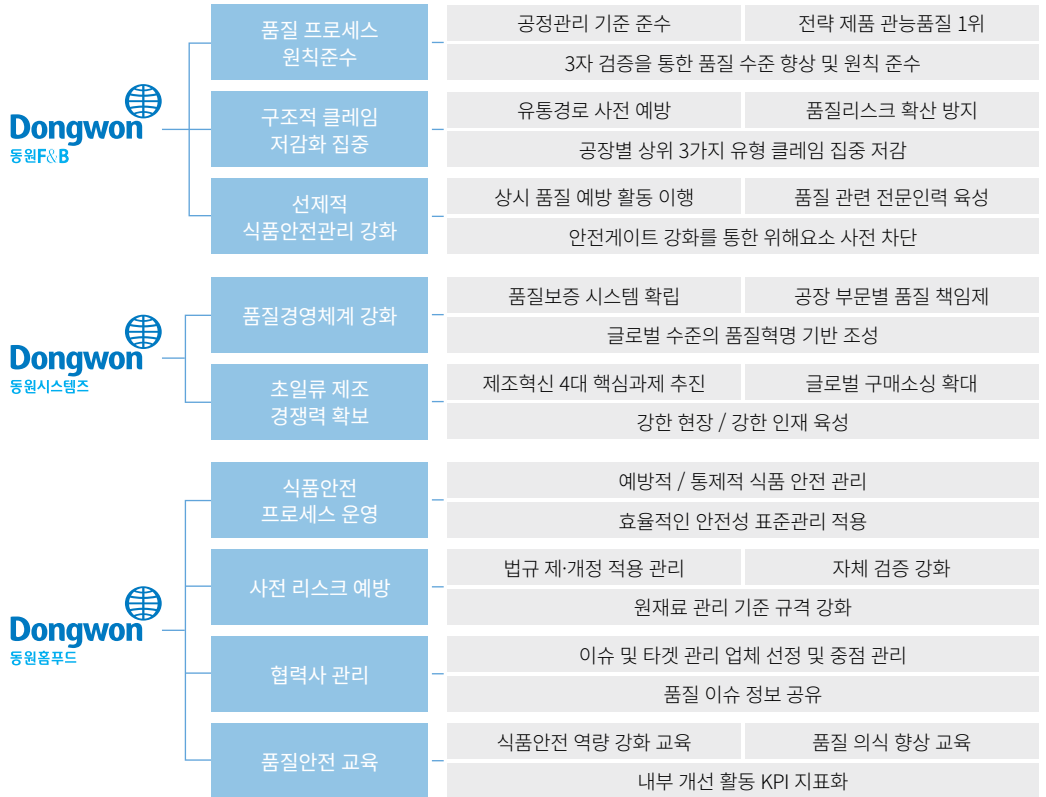 Dongwon
동원F&B
품질 프로세스
원칙준수
공정관리 기준 준수
전략 제품 관능품질 1위
3자 검증을 통한 품질 수준 향상 및 원칙 준수
구조적 클레임
저감화 집중
유통경로 사전 예방
품질리스크 확산 방지
공장별 상위 3가지 유형 클레임 집중 저감
선제적
식품안전관리 강화
상시 품질 예방 활동 이행
품질 관련 전문인력 육성
안전게이트 강화를 통한 위해요소 사전 차단
Dongwon
동원시스템즈
품질경영체계 강화
품질보증 시스템 확립
공장 부문별 품질 책임제
글로벌 수준의 품질혁명 기반 조성
초일류 제조
경쟁력 확보
제조혁신 4대 핵심과제 추진
글로벌 구매소싱 확대
강한 현장 / 강한 인재 육성
Dongwon
동원홈푸드
식품안전
프로세스 운영
예방적 / 통제적 식품 안전 관리
효율적인 안전성 표준관리 적용
사전 리스크 예방
법규 제·개정 적용 관리
자체 검증 강화
원재료 관리 기준 규격 강화
협력사 관리
이슈 및 타겟 관리 업체 선정 및 중점 관리
품질 이슈 정보 공유
품질안전 교육
식품안전 역량 강화 교육
품질 의식 향상 교육
내부 개선 활동 KPI 지표화